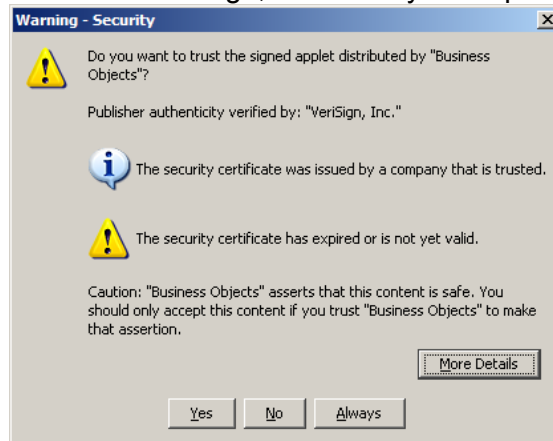 Warning - Security
Do you want to trust the signed applet distributed by "Business
Objects"?
Publisher authenticity verified by: "VeriSign, Inc."
The security certificate was issued by a company that is trusted.
The security certificate has expired or is not yet valid.
Caution: "Business Objects" asserts that this content is safe. You
should only accept this content if you trust "Business Objects" to make
that assertion.
More Details
Yes No Always